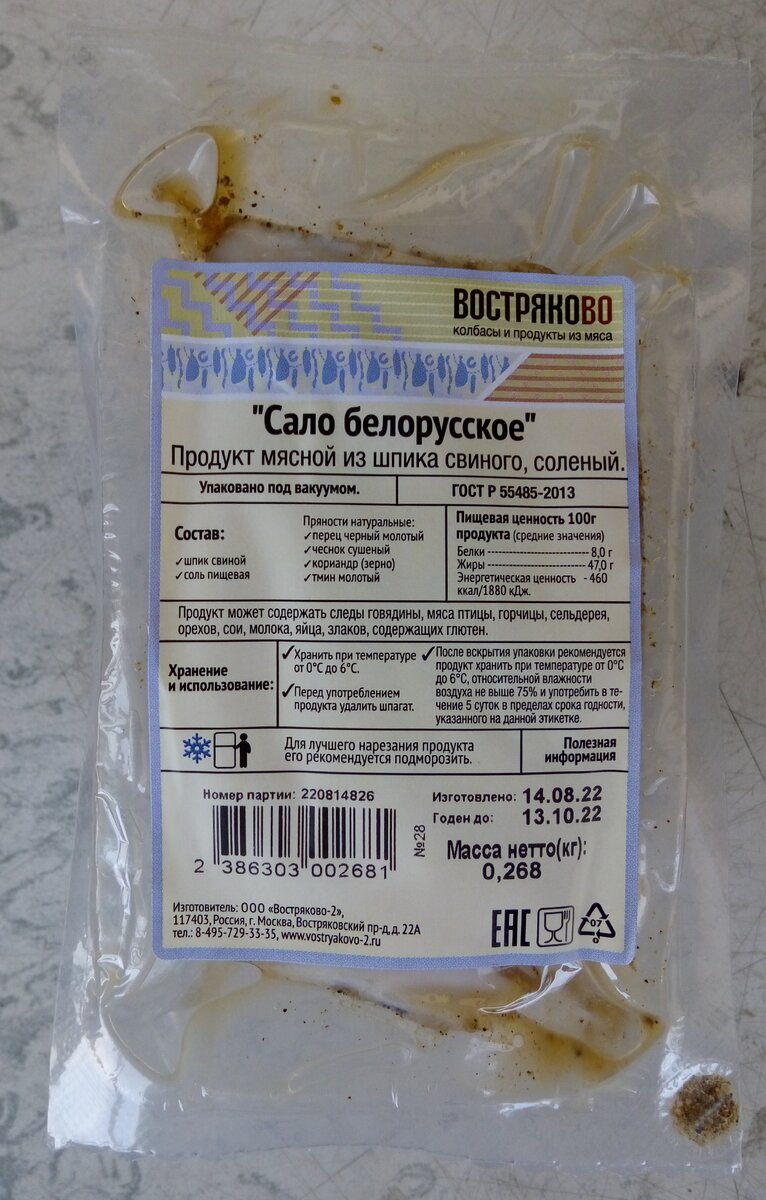 ВОСТРЯКОВО
колбасы и продукты из мяса
"Сало белорусское"
Продукт мясной из шпика свиного, соленый.
Упаковано под вакуумом.
ГОСТ Р 55485-2013
Состав:
✓шпик свиной
✓соль пищевая
Пряности натуральные:
✓перец черный молотый
✓чеснок сушеный
✓кориандр (зерно)
✓тмин молотый
Пищевая ценность 100г
продукта (средние значения)
Белки ---------------------------- 8,0 г
Жиры --------------------------- 47,0 г
Энергетическая ценность - 460
ккал/1880 кДж.
Продукт может содержать следы говядины, мяса птицы, горчицы, сельдерея,
орехов, сои, молока, яйца, злаков, содержащих глютен.
Хранение
и использование:
✓Хранить при температуре
от 0°С до 6°С.
✓Перед употреблением
продукта удалить шпагат.
✓После вскрытия упаковки рекомендуется
продукт хранить при температуре от 0°С
до 6°С, относительной влажности
воздуха не выше 75% и употребить в те-
чение 5 суток в пределах срока годности,
указанного на данной этикетке.
Для лучшего нарезания продукта
его рекомендуется подморозить.
Полезная
информация
Номер партии: 220814826
2 386303 002681
№28
Изготовлено: 14.08.22
Годен до: 13.10.22
Масса нетто(кг):
0,268
Изготовитель: ООО «Востряково-2»,
117403, Россия, г. Москва, Востряковский пр-д, д. 22А
тел.: 8-495-729-33-35, www.vostryakovo-2.ru
ЕАС
07